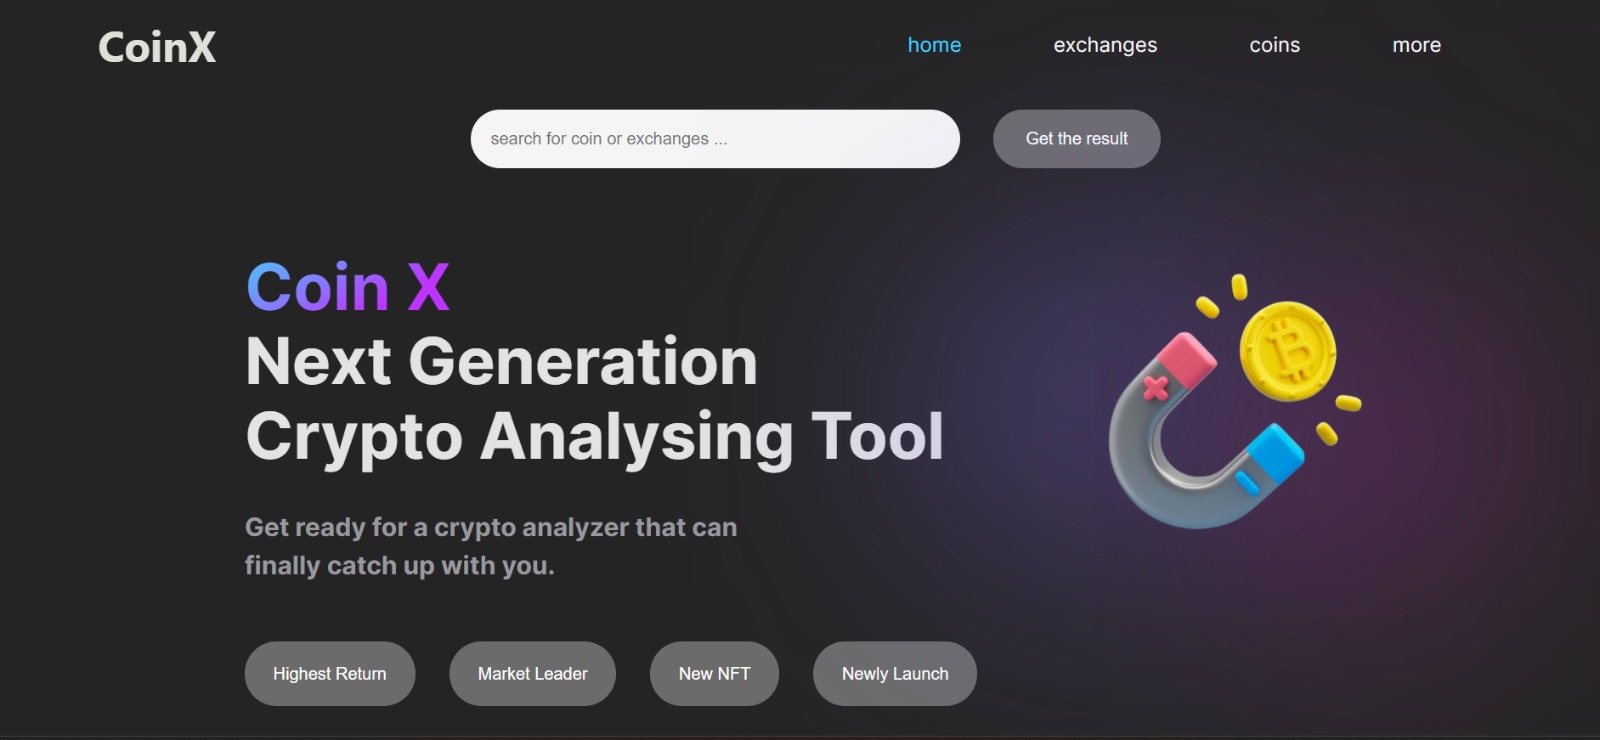 CoinX
home
exchanges
coins
more
search for coin or exchanges ...
Get the result
Coin X
Next Generation
Crypto Analysing Tool
Get ready for a crypto analyzer that can
finally catch up with you.
Highest Return
Market Leader
New NFT
Newly Launch